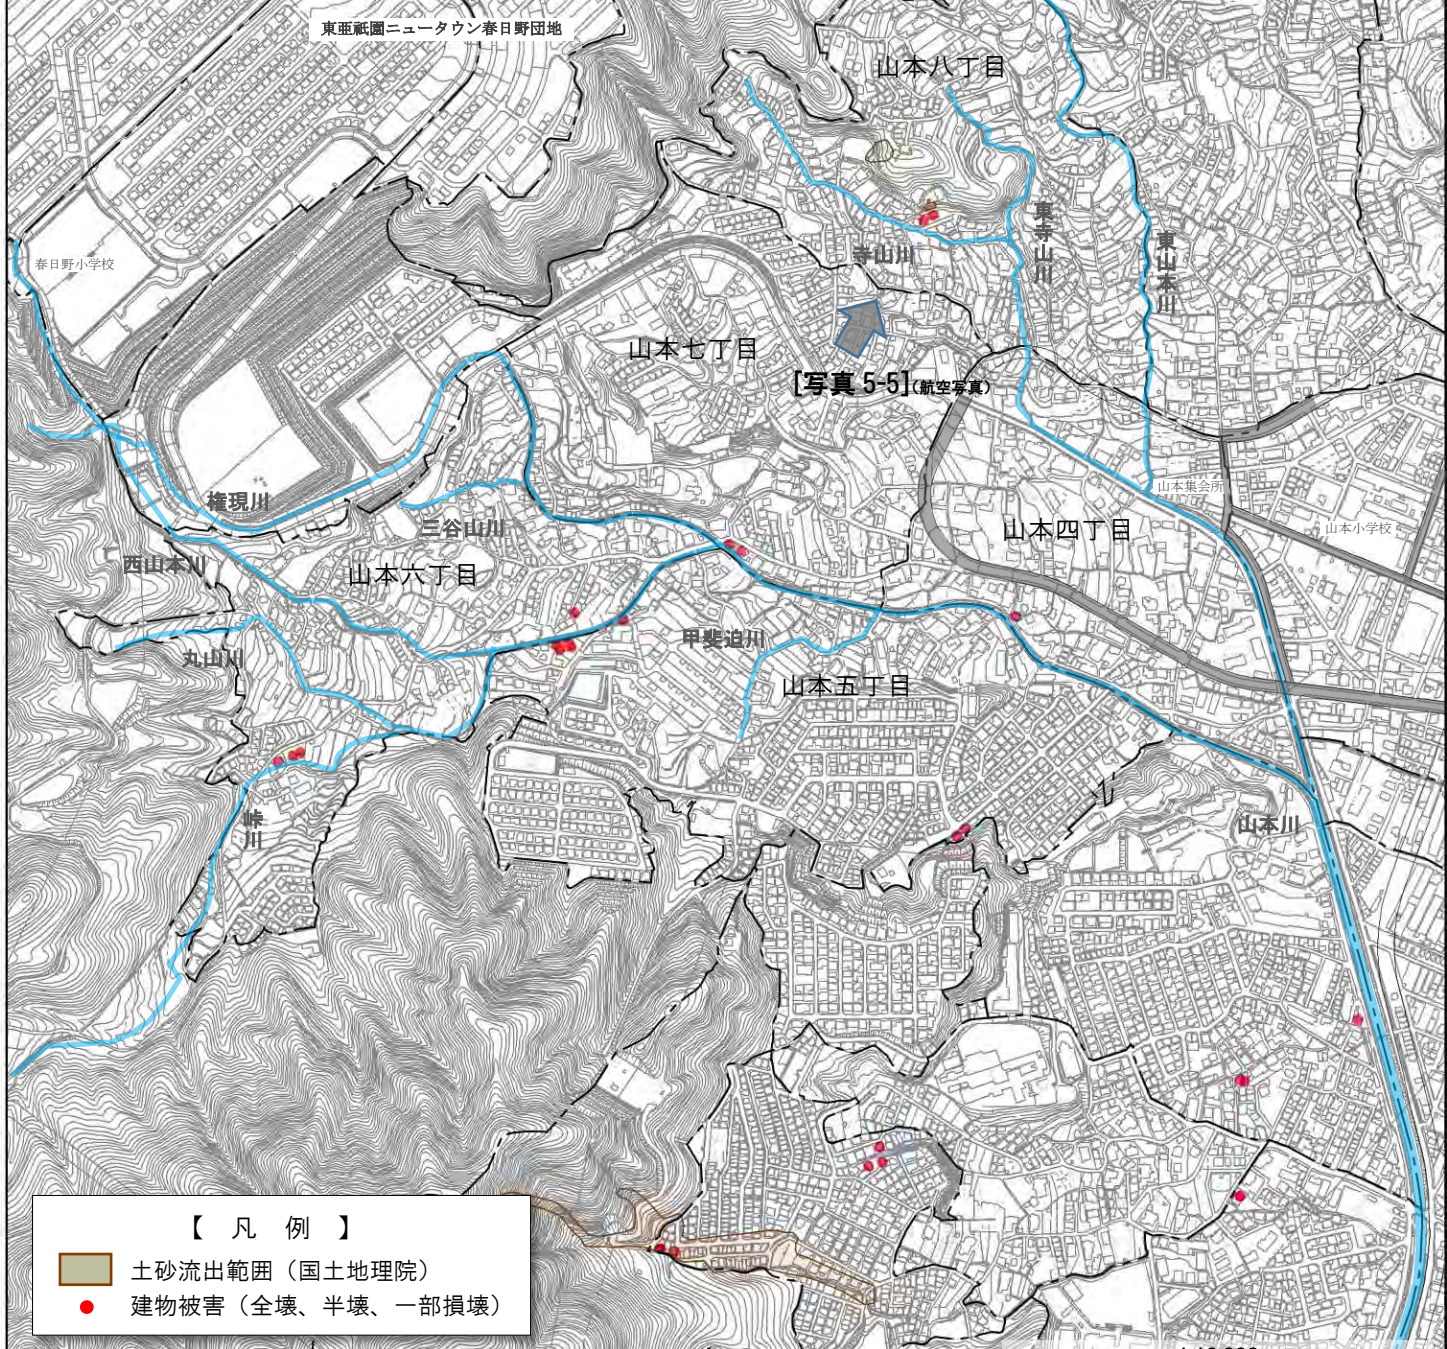 東亜祗園ニュータウン春日野団地
山本八丁目
東寺山川
東山本川
寺山川
春日野小学校
山本七丁目
[写真 5-5](航空写真)
山本集会所
山本小学校
権現川
三谷山川
山本四丁目
西山本川
山本六丁目
甲斐迫川
丸山川
山本五丁目
峠川
山本川
【 凡 例 】
土砂流出範囲（国土地理院）
建物被害（全壊、半壊、一部損壊）